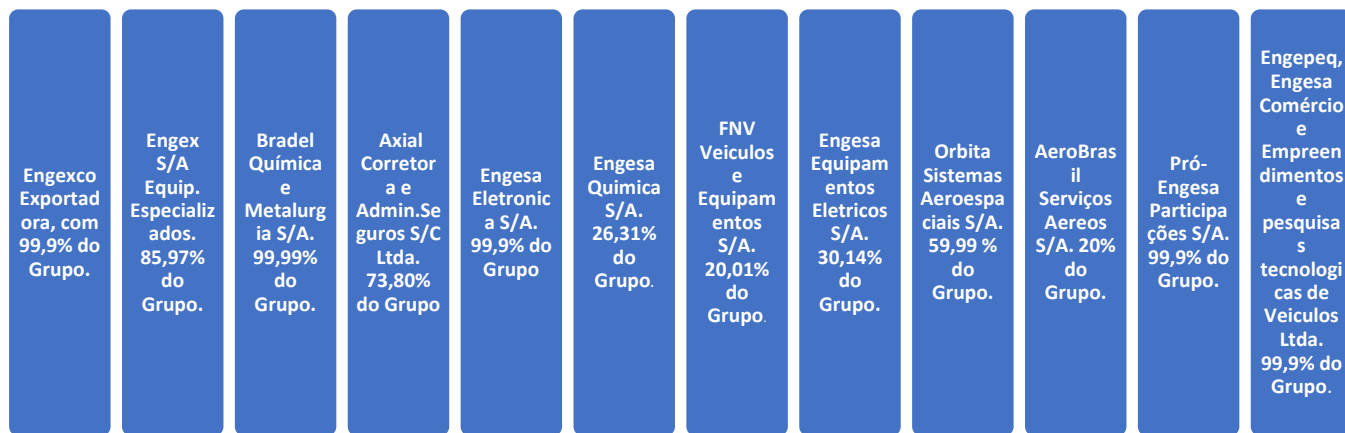 Engexco
Exportad
ora, com
99,9% do
Grupo.
Engex
S/A
Equip.
Especializ
ados.
85,97%
do
Grupo.
Bradel
Química
e
Metalurg
ia S/A.
99,99%
do
Grupo.
Axial
Corretor
a e
Admin.Se
guros S/C
Ltda.
73,80%
do Grupo
Engesa
Eletronic
a S/A.
99,9% do
Grupo
Engesa
Quimica
S/A.
26,31%
do
Grupo.
FNV
Veiculos
e
Equipam
entos
S/A.
20,01%
do
Grupo.
Engesa
Equipam
entos
Eletricos
S/A.
30,14%
do
Grupo.
Orbita
Sistemas
Aeroespa
ciais S/A.
59,99 %
do
Grupo.
AeroBras
il
Serviços
Aereos
S/A. 20%
do
Grupo.
Pró-
Engesa
Participa
ções S/A.
99,9% do
Grupo.
Engepeq,
Engesa
Comércio
e
Empreen
dimentos
e
pesquisa
s
tecnologi
cas de
Veiculos
Ltda.
99,9% do
Grupo.